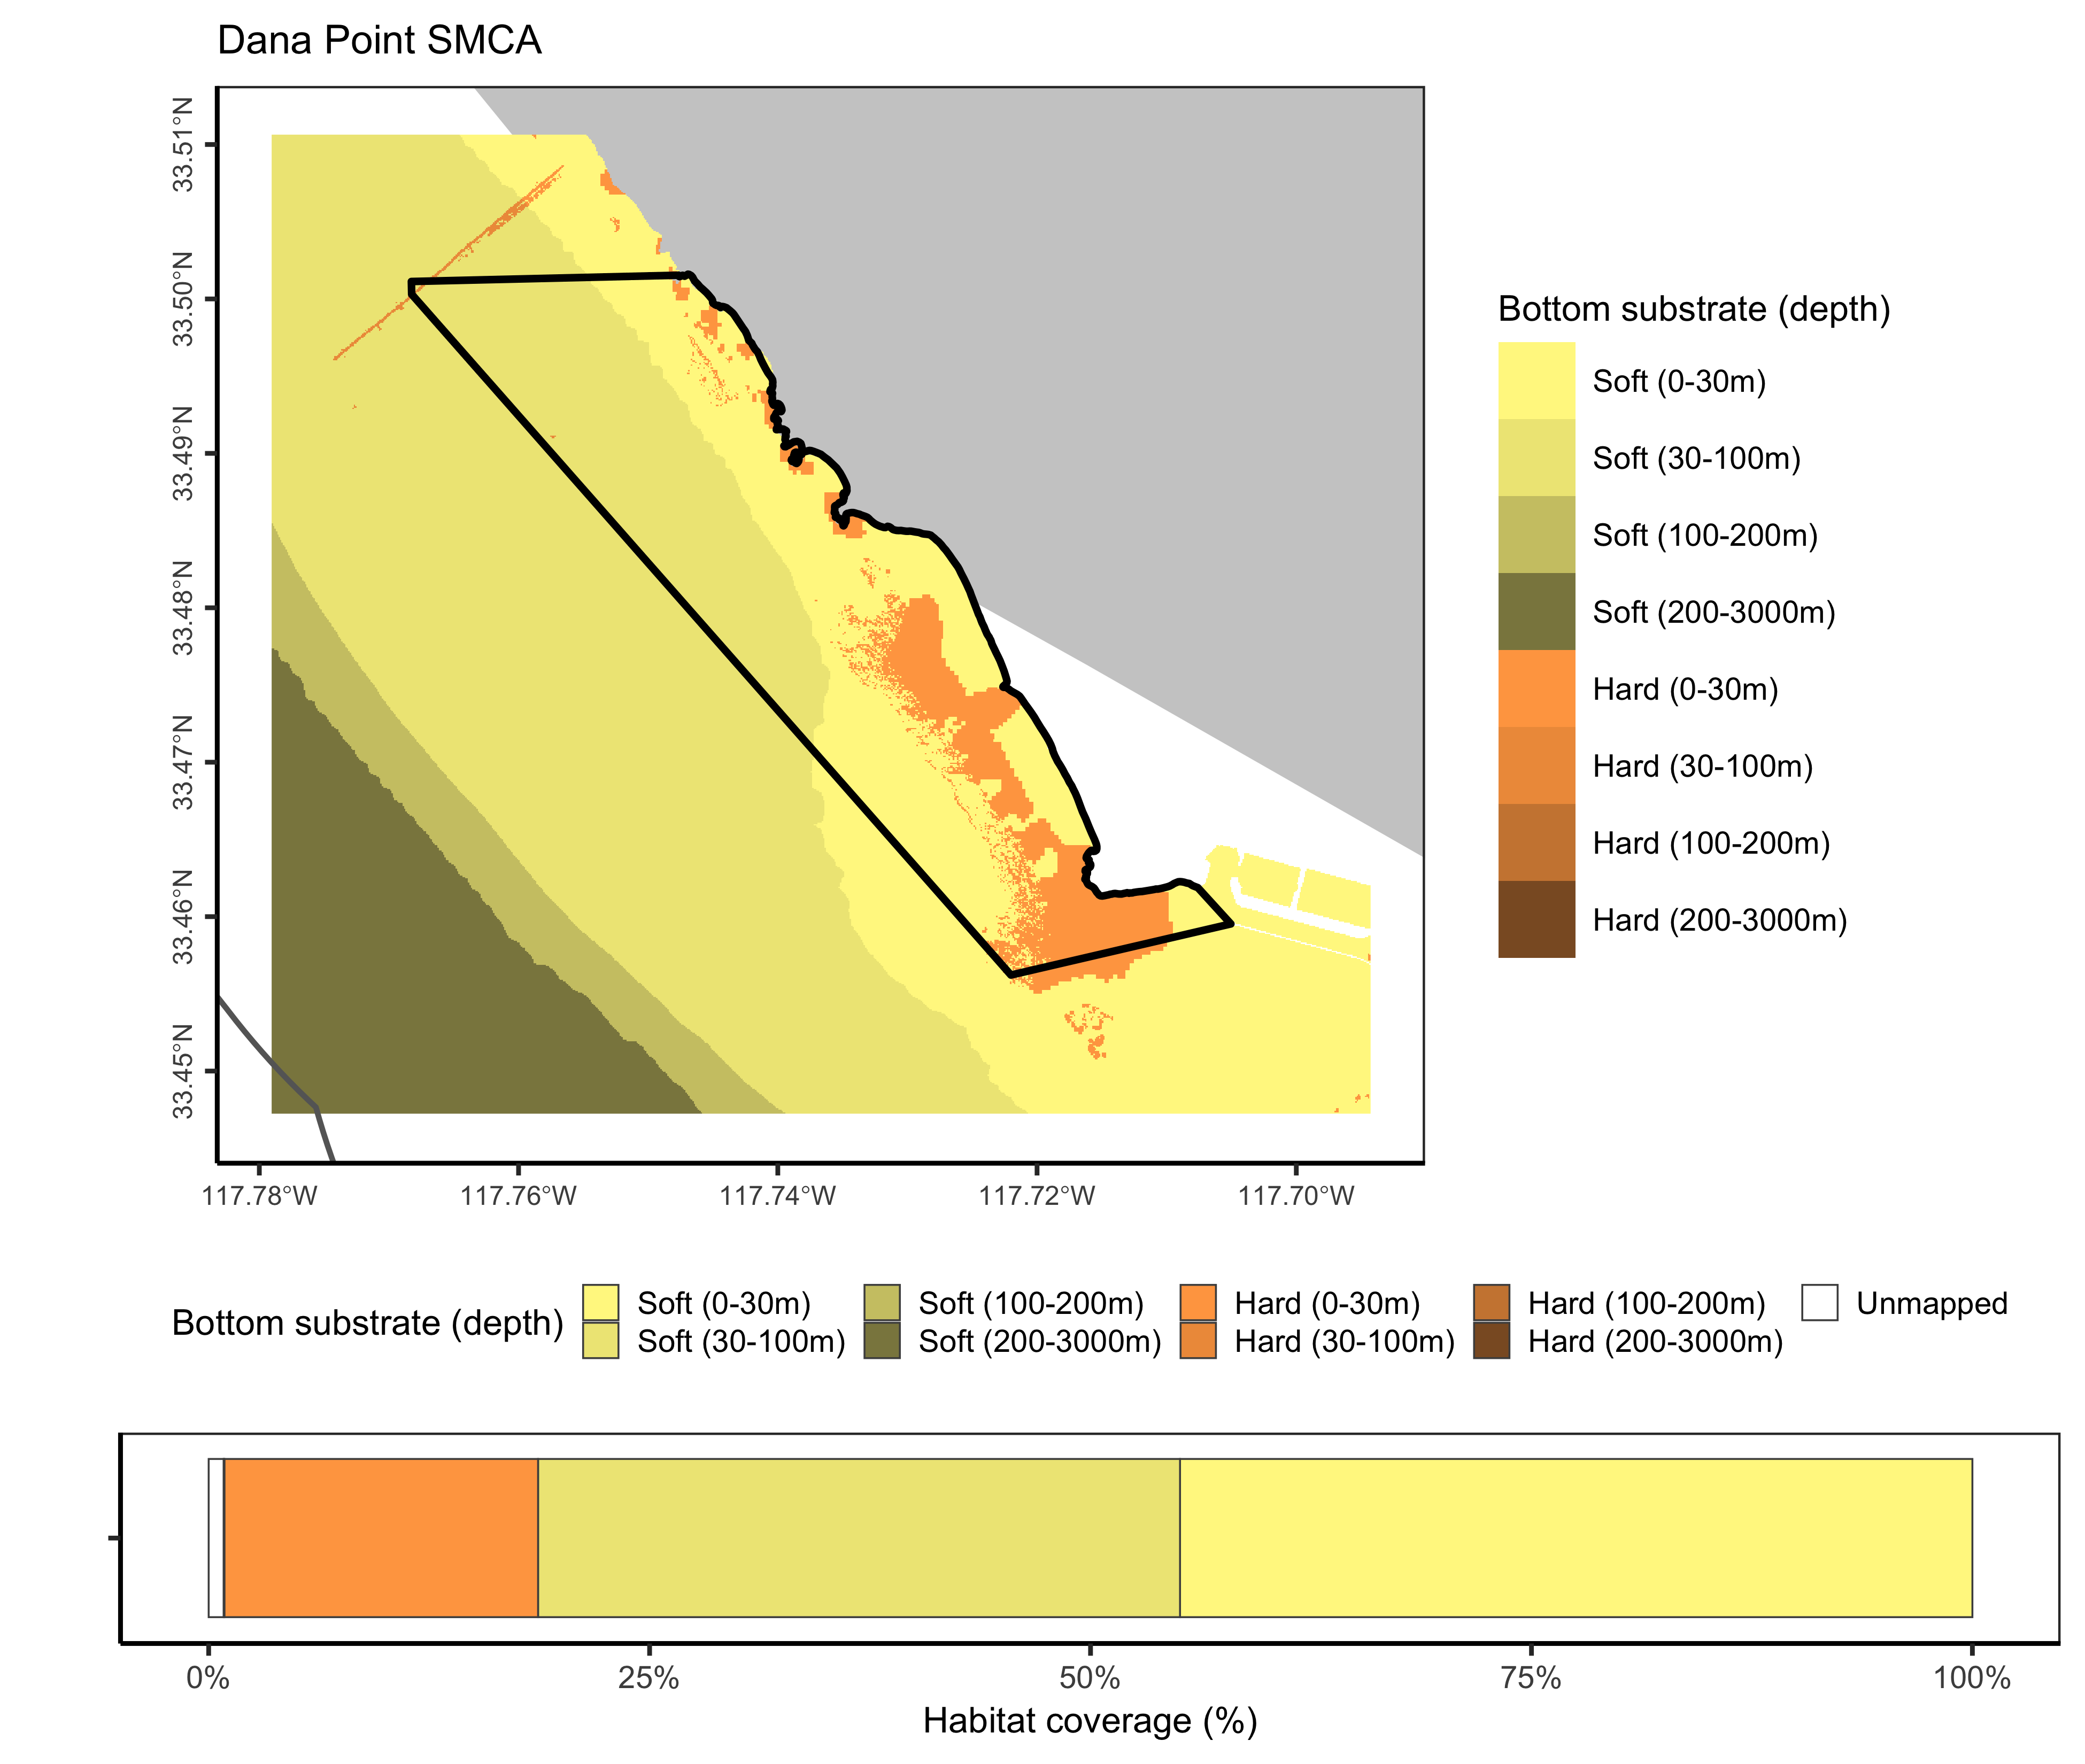 Dana Point SMCA
33.51°N
33.50°N
33.49°N
33.48°N
33.47°N
33.46°N
33.45°N
117.78°W
117.76°W
117.74°W
117.72°W
117.70°W
Bottom substrate (depth)
Soft (0-30m)
Soft (30-100m)
Soft (100-200m)
Soft (200-3000m)
Hard (0-30m)
Hard (30-100m)
Hard (100-200m)
Hard (200-3000m)
Bottom substrate (depth)
Soft (0-30m)
Soft (30-100m)
Soft (100-200m)
Soft (200-3000m)
Hard (0-30m)
Hard (30-100m)
Hard (100-200m)
Hard (200-3000m)
Unmapped
0%
25%
50%
75%
100%
Habitat coverage (%)